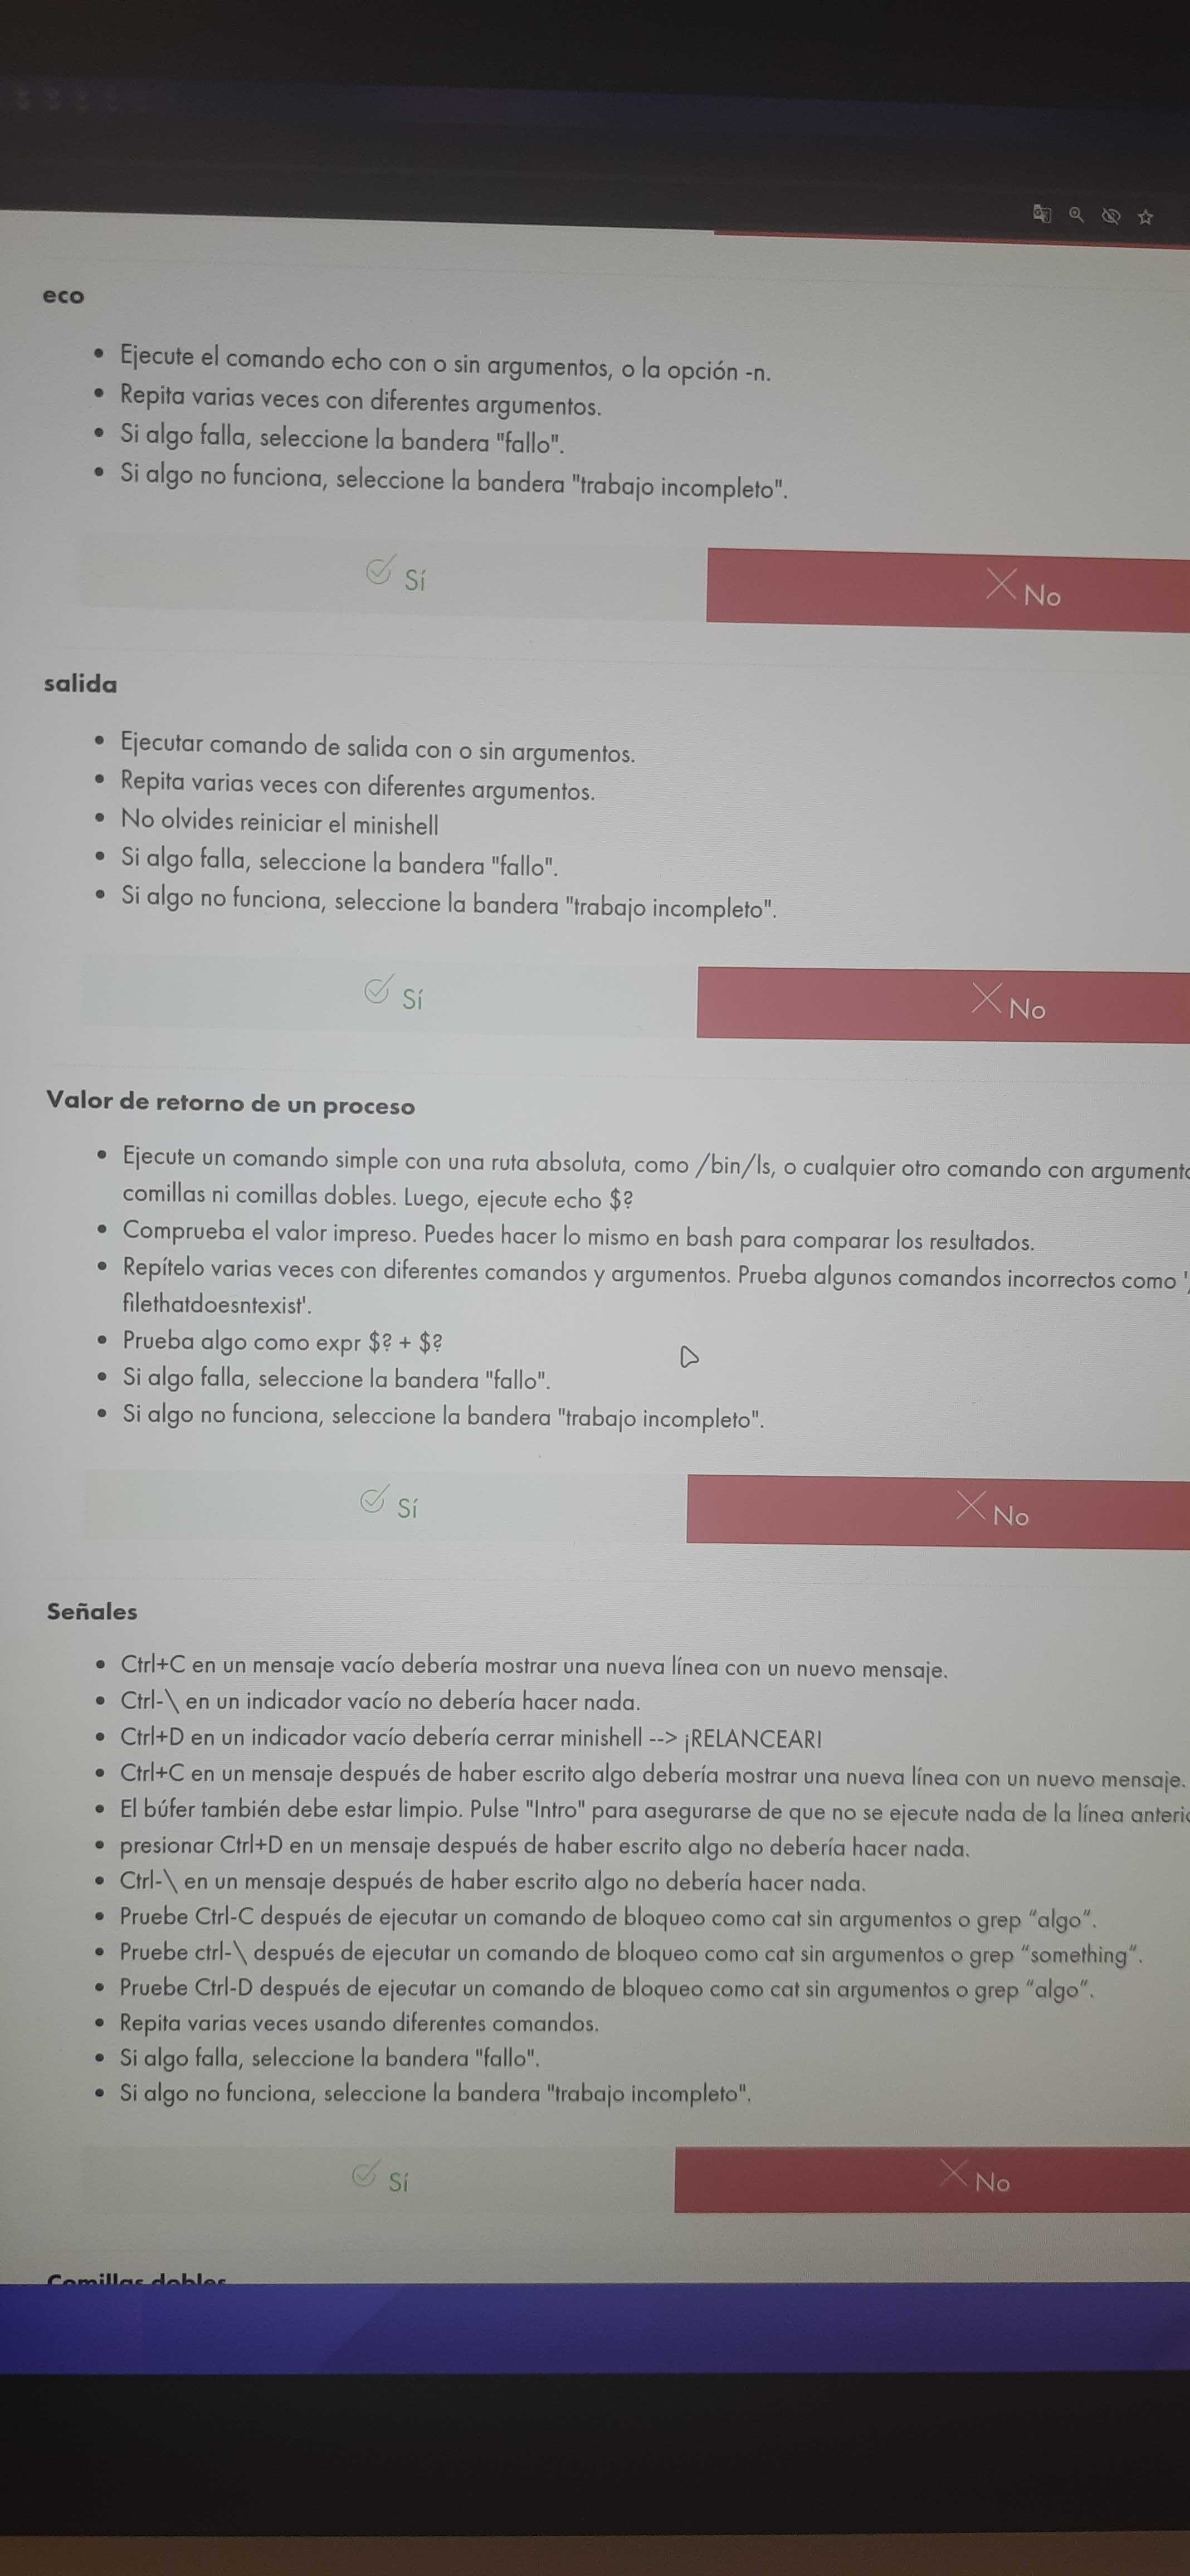 eco
Ejecute el comando echo con o sin argumentos, o la opción -n.
Repita varias veces con diferentes argumentos.
Si algo falla, seleccione la bandera "fallo".
Si algo no funciona, seleccione la bandera "trabajo incompleto".
Sí
No
salida
Ejecutar comando de salida con o sin argumentos.
Repita varias veces con diferentes argumentos.
No olvides reiniciar el minishell
Si algo falla, seleccione la bandera "fallo".
Si algo no funciona, seleccione la bandera "trabajo incompleto".
Sí
No
Valor de retorno de un proceso
Ejecute un comando simple con una ruta absoluta, como /bin/ls, o cualquier otro comando con
comillas ni comillas dobles. Luego, ejecute echo $?
Comprueba el valor impreso. Puedes hacer lo mismo en bash para comparar los resultados.
Repítelo varias veces con diferentes comandos y argumentos. Prueba algunos comandos incorrectos como
filethatdoesntexist'.
Prueba algo como expr $? + $?
Si algo falla, seleccione la bandera "fallo".
Si algo no funciona, seleccione la bandera "trabajo incompleto".
Sí
No
Señales
Ctrl+C en un mensaje vacío debería mostrar una nueva línea con un nuevo mensaje.
Ctrl-\ en un indicador vacío no debería hacer nada.
Ctrl+D en un indicador vacío debería cerrar minishell --> ¡RELANCEAR!
Ctrl+C en un mensaje después de haber escrito algo debería mostrar una nueva línea con un nuevo mensaje.
El búfer también debe estar limpio. Pulse "Intro" para asegurarse de que no se ejecute nada de la línea
presionar Ctrl+D en un mensaje después de haber escrito algo no debería hacer nada.
Ctrl-\ en un mensaje después de haber escrito algo no debería hacer nada.
Pruebe Ctrl-C después de ejecutar un comando de bloqueo como cat sin argumentos o grep “algo”.
Pruebe ctrl-\ después de ejecutar un comando de bloqueo como cat sin argumentos o grep “something”.
Pruebe Ctrl-D después de ejecutar un comando de bloqueo como cat sin argumentos o grep “algo”.
Repita varias veces usando diferentes comandos.
Si algo falla, seleccione la bandera "fallo".
Si algo no funciona, seleccione la bandera "trabajo incompleto".
Sí
No
Comillas dobles